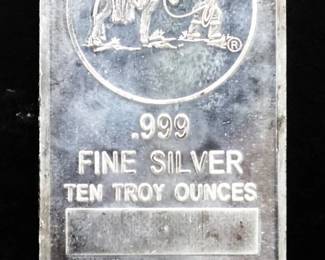 ®
.999
FINE SILVER
TEN TROY OUNCES